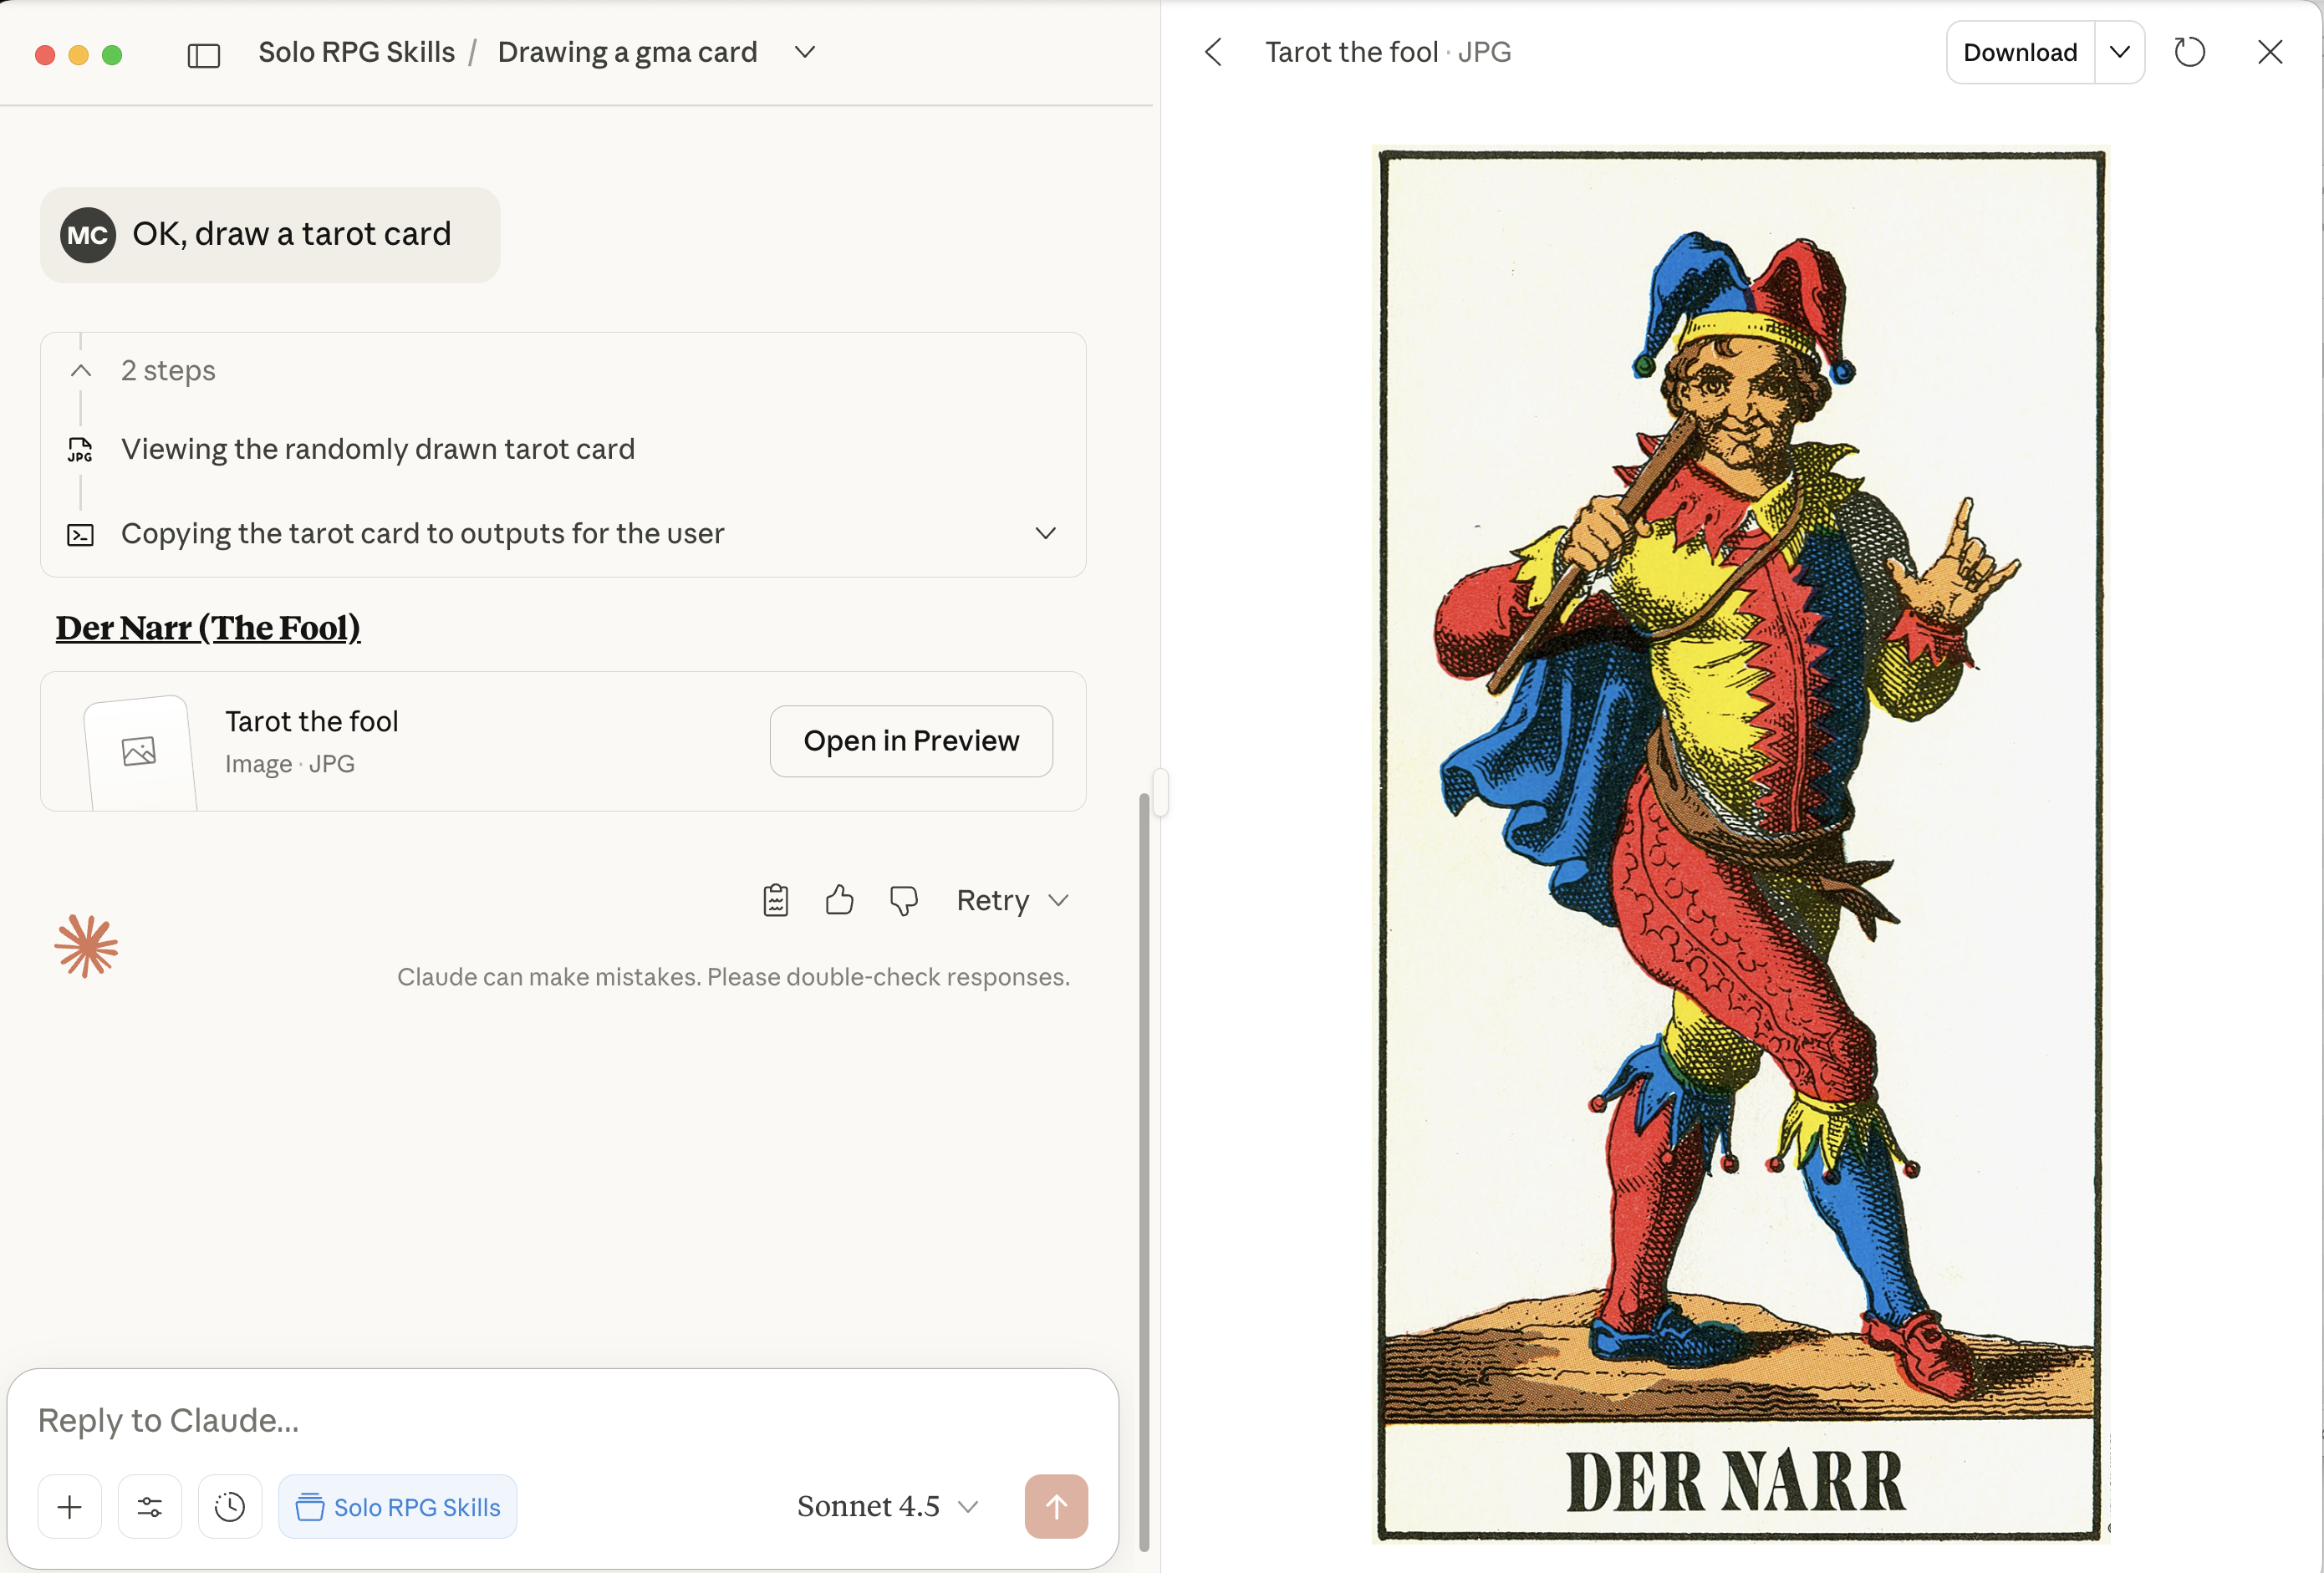 Solo RPG Skills / Drawing a gma card
MC OK, draw a tarot card
2 steps
JPG Viewing the randomly drawn tarot card
Copying the tarot card to outputs for the user
Der Narr (The Fool)
Tarot the fool
Image · JPG
Open in Preview
Retry
Claude can make mistakes. Please double-check responses.
Reply to Claude...
Solo RPG Skills
Sonnet 4.5
Tarot the fool · JPG
Download
DER NARR